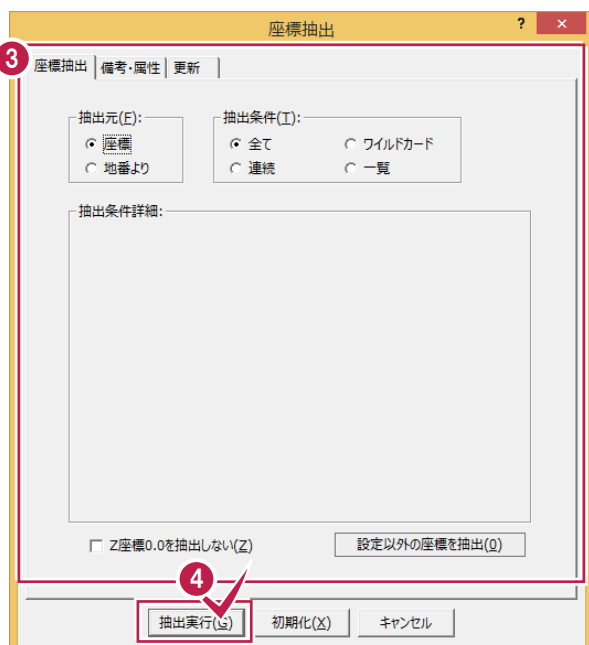 座標抽出
?
×
3
座標抽出 備考・属性 更新
抽出元(F): 抽出条件(T):
座標 全て ワイルドカード
地番より 連続 一覧
抽出条件詳細:
Z座標0.0を抽出しない(Z) 設定以外の座標を抽出(O)
4
抽出実行(G) 初期化(X) キャンセル